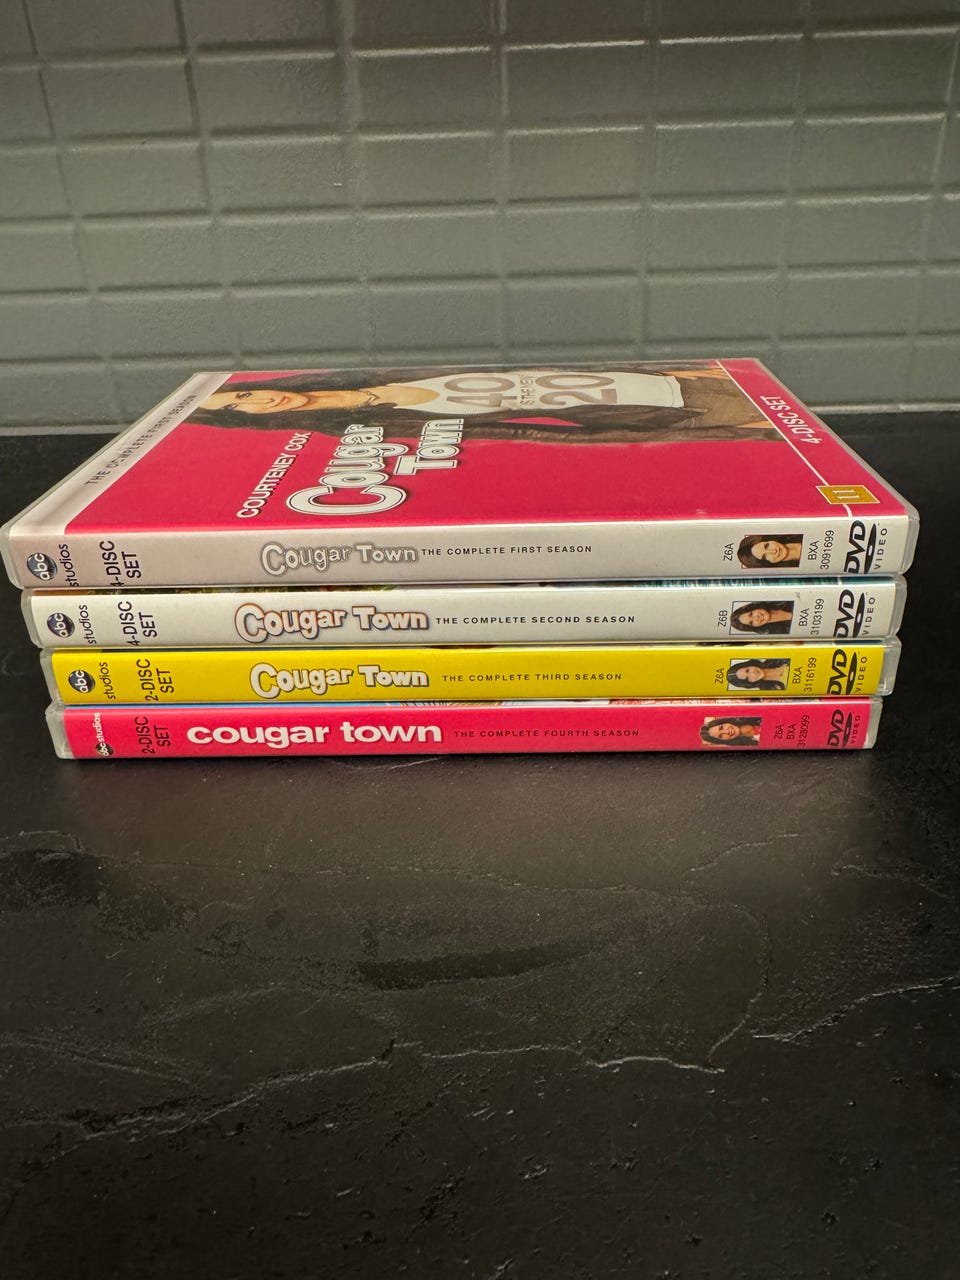 THE COMPLETE FIRST SEASON
COURTENEY COX
Cougar
Town
40
IS THE NEW
20
4-DISC SET
11
abc studios
4-DISC
SET
Cougar Town THE COMPLETE FIRST SEASON
Z6A
BXA
3091699
DVD
VIDEO
abc studios
4-DISC
SET
Cougar Town THE COMPLETE SECOND SEASON
Z6B
BXA
3103199
DVD
VIDEO
abc studios
2-DISC
SET
Cougar Town THE COMPLETE THIRD SEASON
Z6A
BXA
3116199
DVD
VIDEO
abc studios
2-DISC
SET
cougar town THE COMPLETE FOURTH SEASON
Z6A
BXA
3128099
DVD
VIDEO